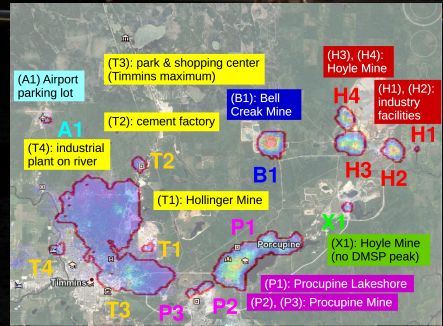 (T3): park & shopping center
(Timmins maximum)
(H3), (H4):
Hoyle Mine
(A1) Airport
parking lot
(B1): Bell
Creak Mine
(H1), (H2):
industry
facilities
H4
A1
(T2): cement factory
H1
(T4): industrial
plant on river
T2
B1
H3
H2
(T1): Hollinger Mine
X1
P1
Porcupine
(X1): Hoyle Mine
(no DMSP peak)
T1
T4
Timmins
(P1): Procupine Lakeshore
T3
P3
P2
(P2), (P3): Procupine Mine